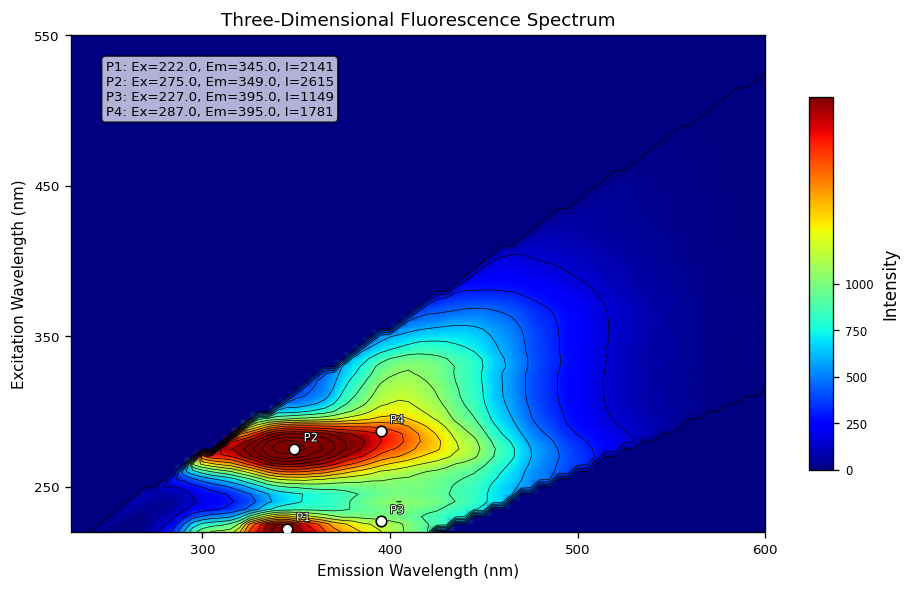 Three-Dimensional Fluorescence Spectrum
P1: Ex=222.0, Em=345.0, I=2141
P2: Ex=275.0, Em=349.0, I=2615
P3: Ex=227.0, Em=395.0, I=1149
P4: Ex=287.0, Em=395.0, I=1781
550
450
350
250
Excitation Wavelength (nm)
P4
P2
P3
P1
300
400
500
600
Emission Wavelength (nm)
1000
750
500
250
0
Intensity